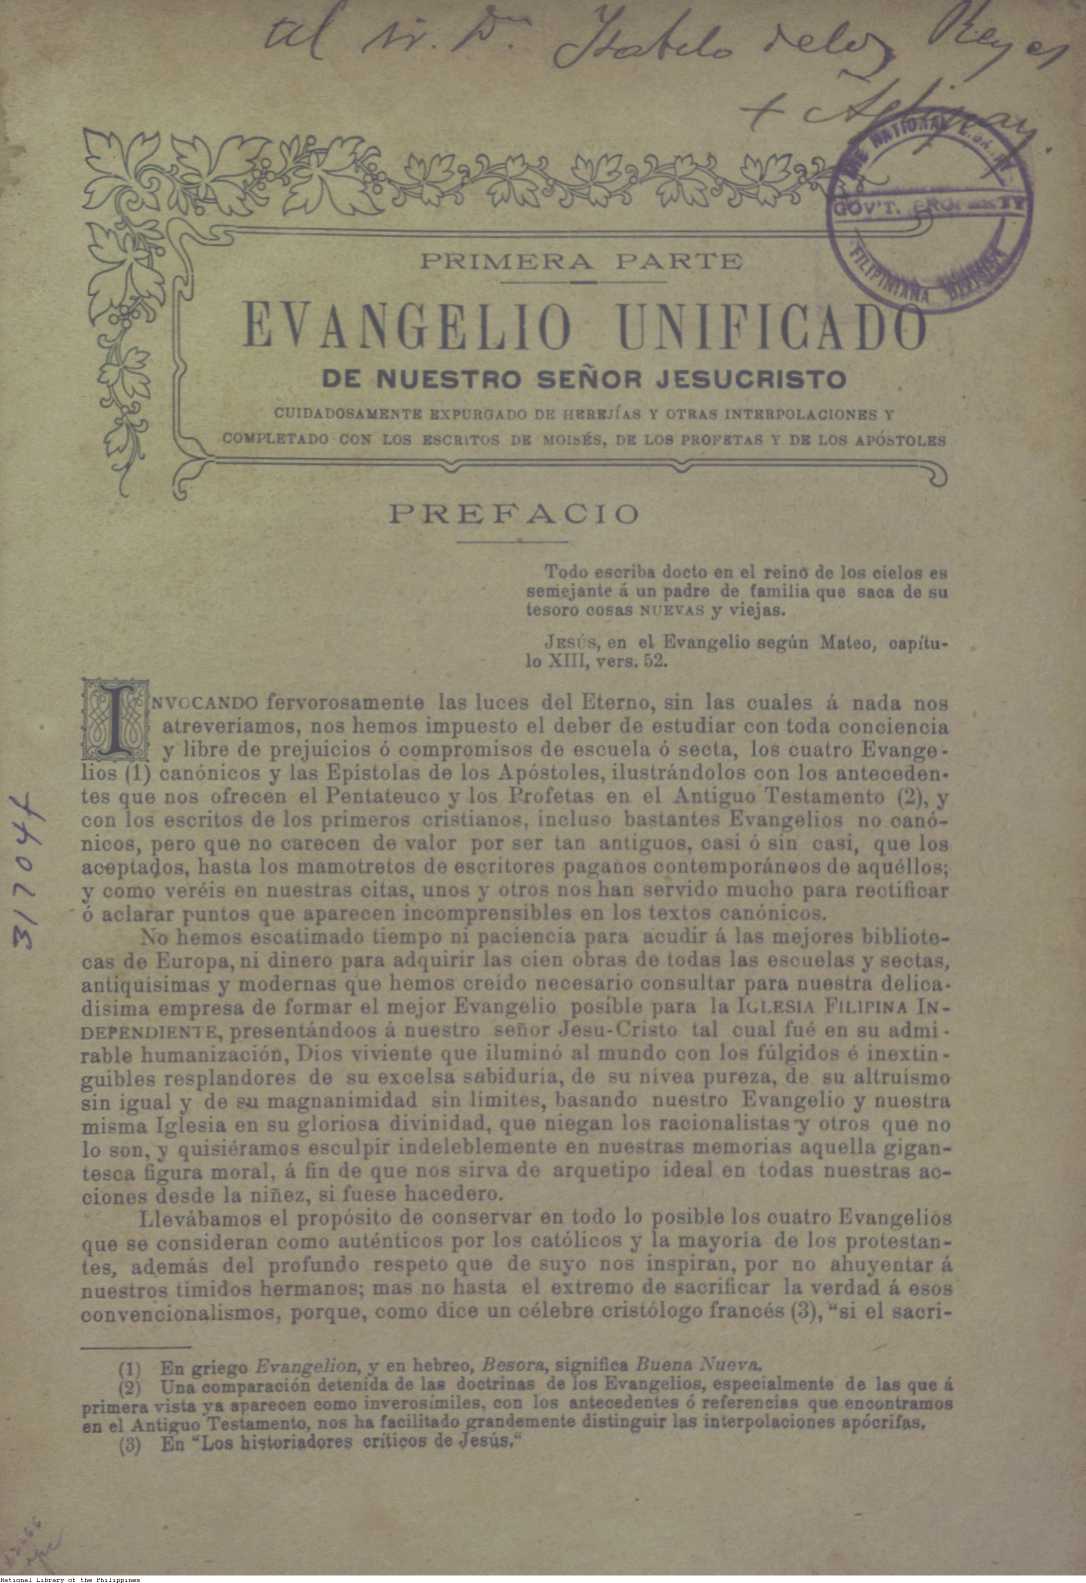 al sr. Dn. Isabelo delos Reyes
+ Aglipay.
THE NATIONAL
GOV'T. PROPERTY
FILIPINIANA DIVISION
PRIMERA PARTE
EVANGELIO UNIFICADO
DE NUESTRO SEÑOR JESUCRISTO
CUIDADOSAMENTE EXPURGADO DE HEREJÍAS Y OTRAS INTERPOLACIONES Y
COMPLETADO CON LOS ESCRITOS DE MOISÉS, DE LOS PROFETAS Y DE LOS APÓSTOLES
PREFACIO
Todo escriba docto en el reino de los cielos es
semejante á un padre de familia que saca de su
tesoro cosas NUEVAS y viejas.
JESÚS, en el Evangelio según Mateo, capítu-
lo XIII, vers. 52.
INVOCANDO fervorosamente las luces del Eterno, sin las cuales á nada nos
atreveríamos, nos hemos impuesto el deber de estudiar con toda conciencia
y libre de prejuicios ó compromisos de escuela ó secta, los cuatro Evange-
lios (1) canónicos y las Epístolas de los Apóstoles, ilustrándolos con los anteceden-
tes que nos ofrecen el Pentateuco y los Profetas en el Antiguo Testamento (2), y
con los escritos de los primeros cristianos, incluso bastantes Evangelios no canó-
nicos, pero que no carecen de valor por ser tan antiguos, casi ó sin casi, que los
aceptados, hasta los mamotretos de escritores paganos contemporáneos de aquéllos;
y como veréis en nuestras citas, unos y otros nos han servido mucho para rectificar
ó aclarar puntos que aparecen incomprensibles en los textos canónicos.
No hemos escatimado tiempo ni paciencia para acudir á las mejores bibliote-
cas de Europa, ni dinero para adquirir las cien obras de todas las escuelas y sectas,
antiquísimas y modernas que hemos creído necesario consultar para nuestra delica-
dísima empresa de formar el mejor Evangelio posible para la IGLESIA FILIPINA IN-
DEPENDIENTE, presentándoos á nuestro señor Jesu-Cristo tal cual fué en su admi-
rable humanización, Dios viviente que iluminó al mundo con los fúlgidos é inextin-
guibles resplandores de su excelsa sabiduría, de su nívea pureza, de su altruismo
sin igual y de su magnanimidad sin límites, basando nuestro Evangelio y nuestra
misma Iglesia en su gloriosa divinidad, que niegan los racionalistas y otros que no
lo son, y quisiéramos esculpir indeleblemente en nuestras memorias aquella gigan-
tesca figura moral, á fin de que nos sirva de arquetipo ideal en todas nuestras ac-
ciones desde la niñez, si fuese hacedero.
Llevábamos el propósito de conservar en todo lo posible los cuatro Evangelios
que se consideran como auténticos por los católicos y la mayoría de los protestan-
tes, además del profundo respeto que de suyo nos inspiran, por no ahuyentar á
nuestros tímidos hermanos; mas no hasta el extremo de sacrificar la verdad á esos
convencionalismos, porque, como dice un célebre cristólogo francés (3), "si el sacri-
(1) En griego Evangelion, y en hebreo, Besora, significa Buena Nueva.
(2) Una comparación detenida de las doctrinas de los Evangelios, especialmente de las que á
primera vista ya aparecen como inverosímiles, con los antecedentes ó referencias que encontramos
en el Antiguo Testamento, nos ha facilitado grandemente distinguir las interpolaciones apócrifas.
(3) En "Los historiadores críticos de Jesús."
National Library of the Philippines